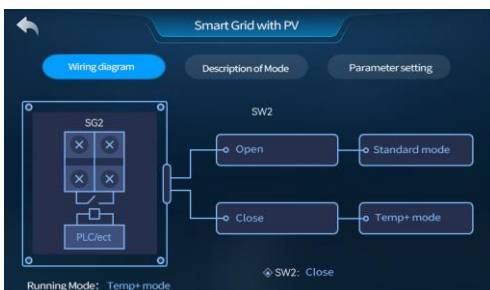 Smart Grid with PV
Wiring diagram
Description of Mode
Parameter setting
SG2
PLC/ect
SW2
Open
Standard mode
Close
Temp+ mode
SW2: Close
Running Mode: Temp+ mode